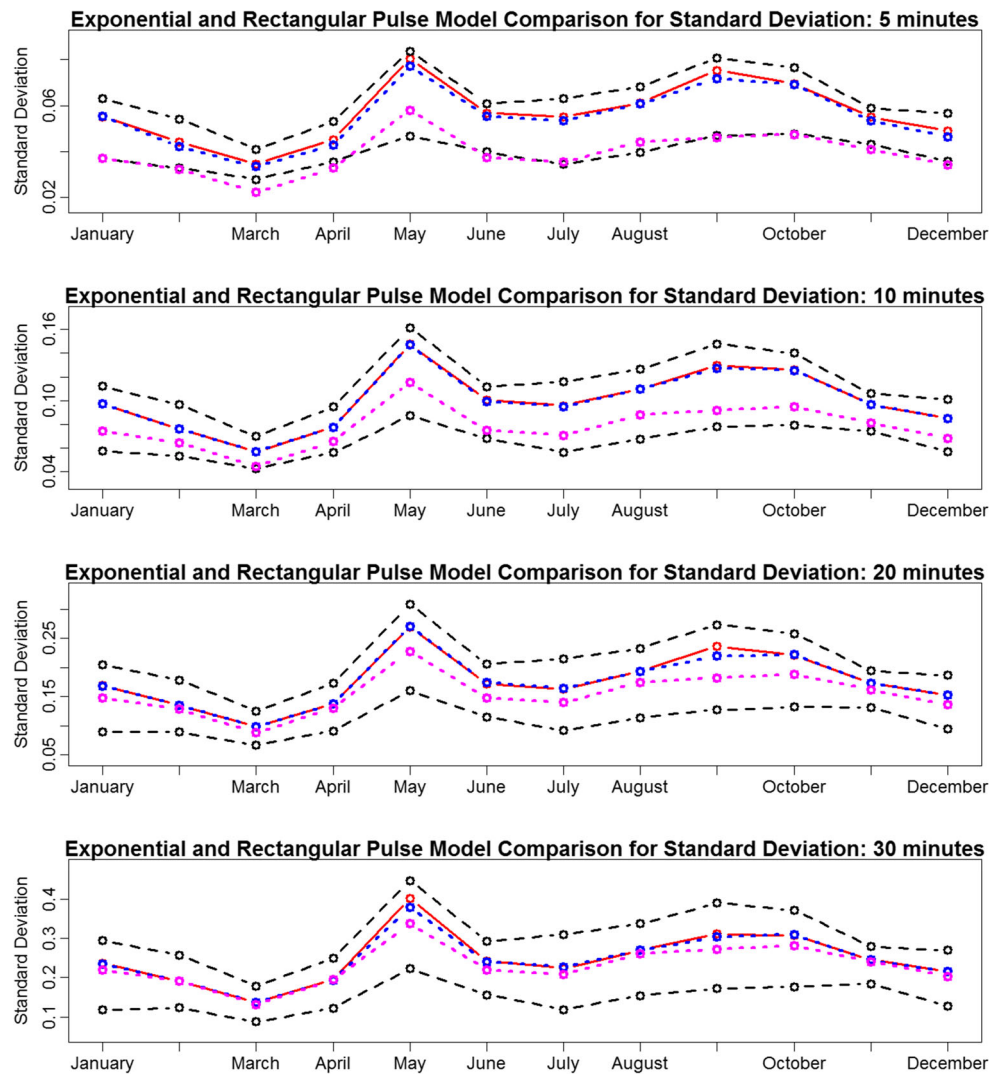 Exponential and Rectangular Pulse Model Comparison for Standard Deviation: 5 minutes
Standard Deviation
0.06
0.02
January March April May June July August October December
Exponential and Rectangular Pulse Model Comparison for Standard Deviation: 10 minutes
Standard Deviation
0.16
0.10
0.04
January March April May June July August October December
Exponential and Rectangular Pulse Model Comparison for Standard Deviation: 20 minutes
Standard Deviation
0.25
0.15
0.05
January March April May June July August October December
Exponential and Rectangular Pulse Model Comparison for Standard Deviation: 30 minutes
Standard Deviation
0.4
0.3
0.2
0.1
January March April May June July August October December